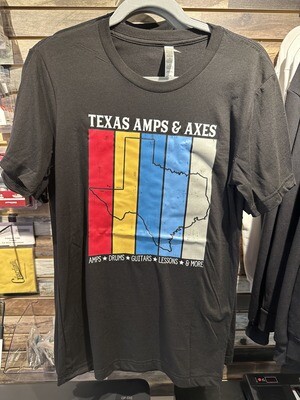 TEXAS AMPS & AXES
AMPS ★ DRUMS ★ GUITARS ★ LESSONS ★ & MORE